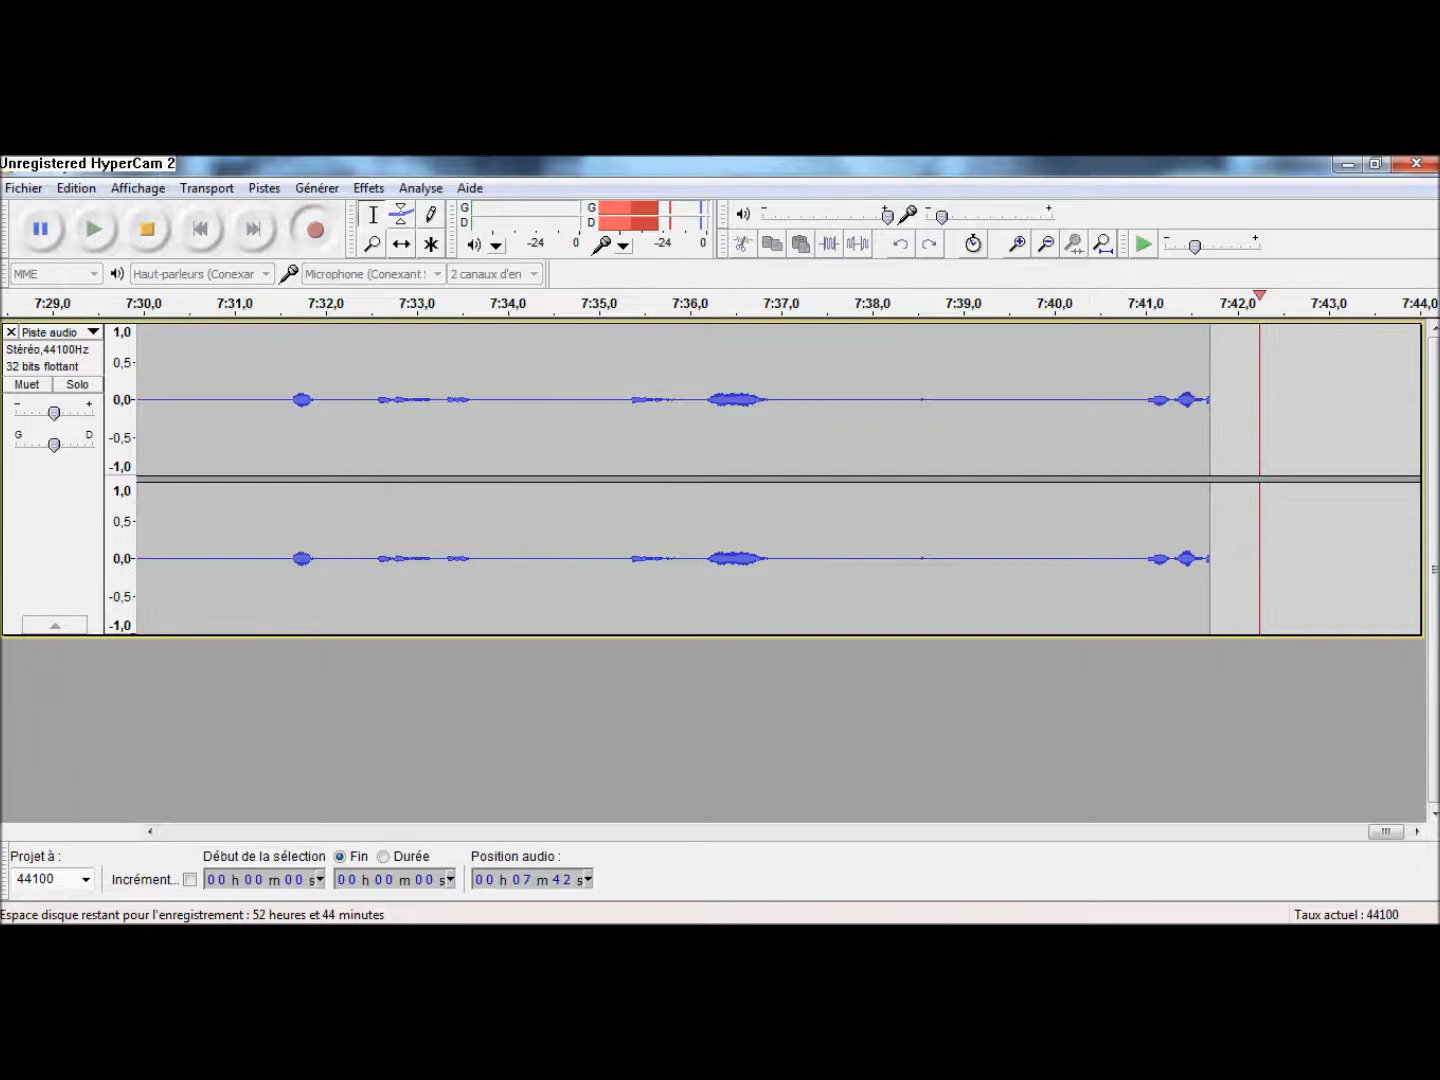 Unregistered HyperCam 2
Fichier Edition Affichage Transport Pistes Générer Effets Analyse Aide
G G
D D
-24 0 -24 0
MME Haut-parleurs (Conexar Microphone (Conexant : 2 canaux d'en
7:29,0 7:30,0 7:31,0 7:32,0 7:33,0 7:34,0 7:35,0 7:36,0 7:37,0 7:38,0 7:39,0 7:40,0 7:41,0 7:42,0 7:43,0 7:44,0
Piste audio 1,0
Stéréo,44100Hz
32 bits flottant 0,5
Muet Solo
- + 0,0
G D -0,5
-1,0
1,0
0,5
0,0
-0,5
-1,0
Projet à : Début de la sélection Fin Durée Position audio :
44100 Incrément... 00 h 00 m 00 s 00 h 00 m 00 s 00 h 07 m 42 s
Espace disque restant pour l'enregistrement : 52 heures et 44 minutes Taux actuel : 44100